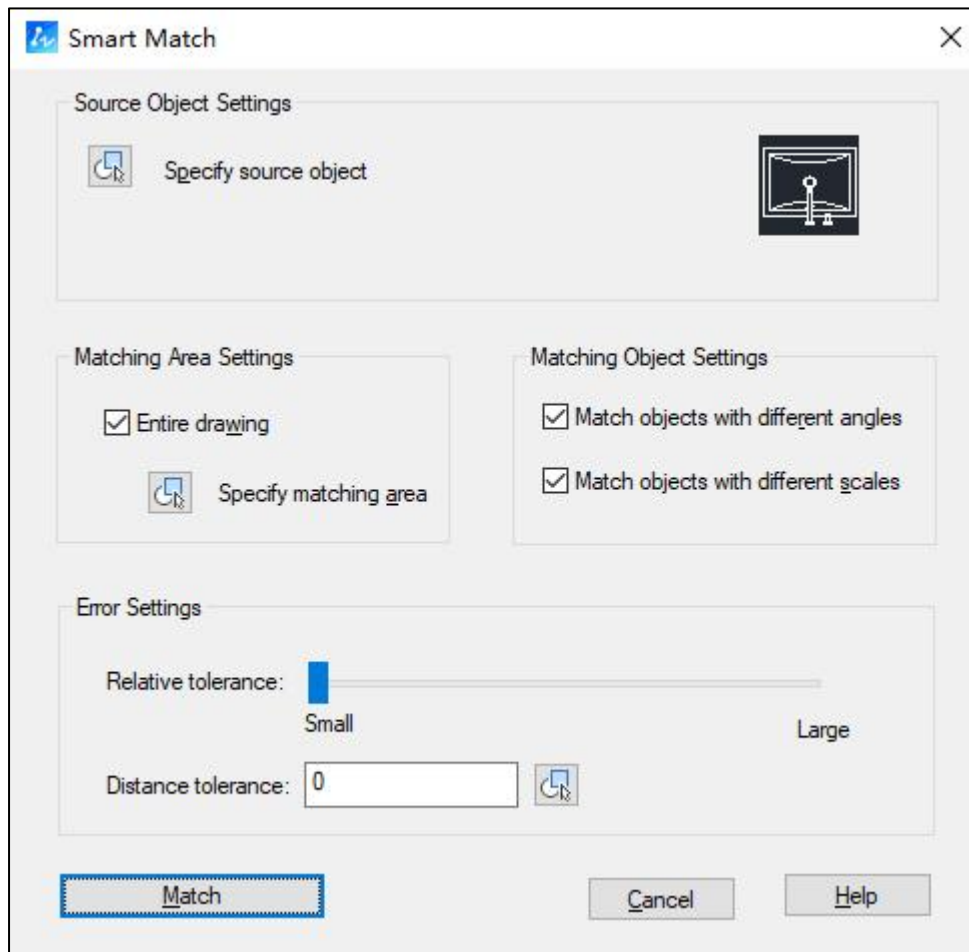 Smart Match
Source Object Settings
Specify source object
Matching Area Settings
Entire drawing
Specify matching area
Matching Object Settings
Match objects with different angles
Match objects with different scales
Error Settings
Relative tolerance:
Small
Large
Distance tolerance: 0
Match
Cancel
Help